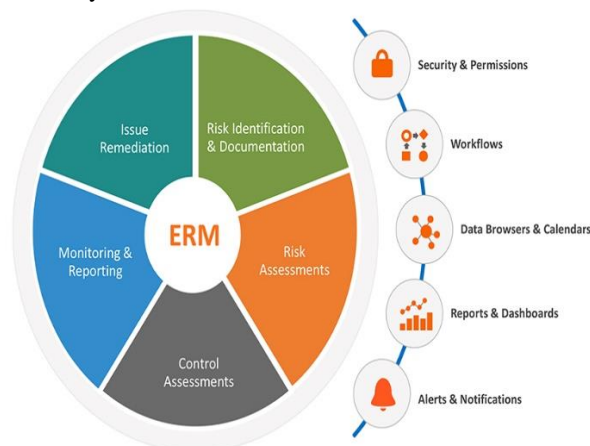 Issue
Remediation
Risk Identification
& Documentation
Monitoring &
Reporting
ERM
Risk
Assessments
Control
Assessments
Security & Permissions
Workflows
Data Browsers & Calendars
Reports & Dashboards
Alerts & Notifications